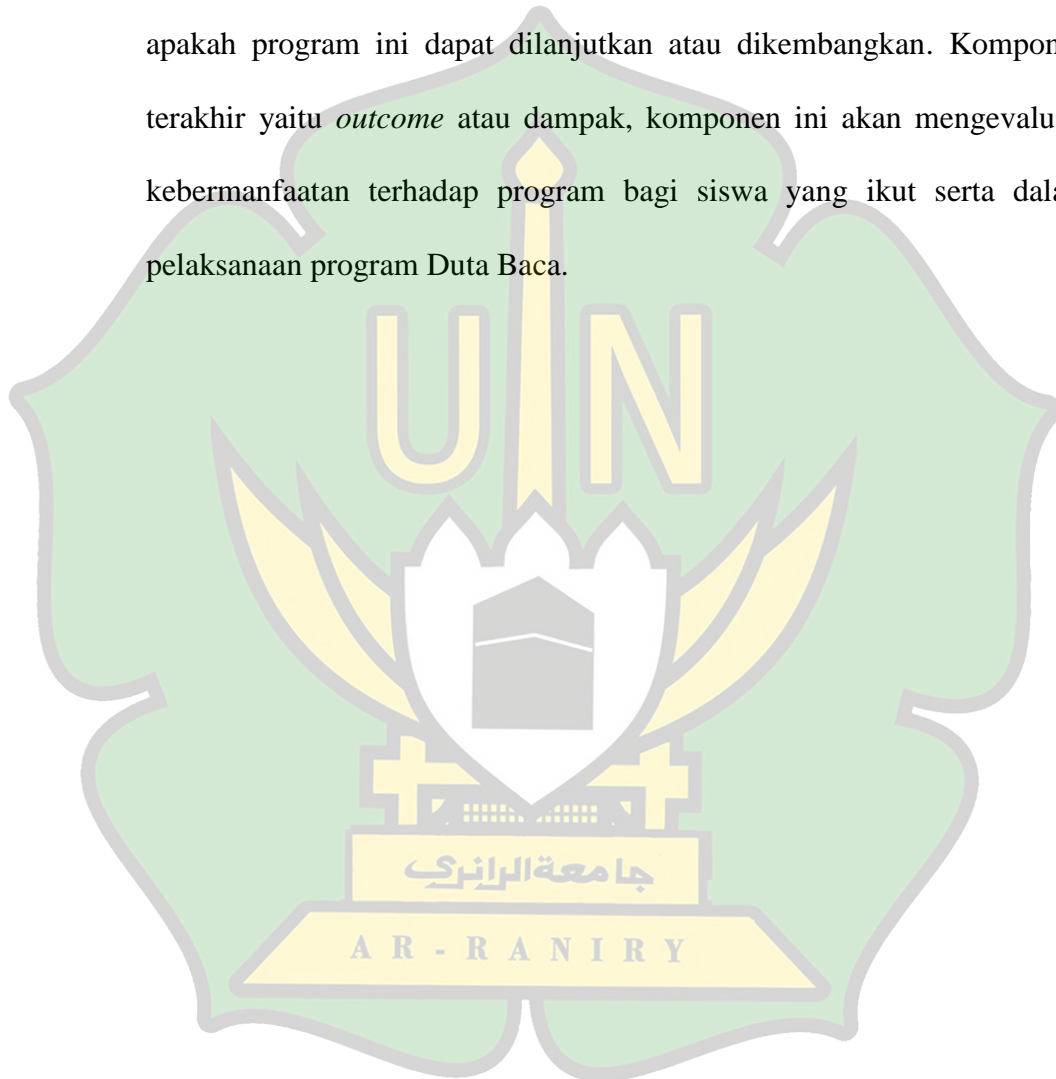 apakah program ini dapat dilanjutkan atau dikembangkan. Kompon
terakhir yaitu outcome atau dampak, komponen ini akan mengevalu
kebermanfaatan terhadap program bagi siswa yang ikut serta dala
pelaksanaan program Duta Baca.
UIN
جامعةالرانري
AR-RANIRY